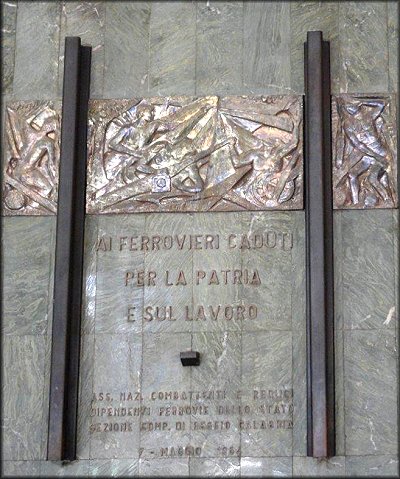 AI FERROVIERI CADUTI
PER LA PATRIA
E SUL LAVORO
ASS. NAZ. COMBATTENTI E REDUCI
DIPENDENTI FERROVIE DELLO STATO
SEZIONE COMP. DI REGGIO CALABRIA
7 - MAGGIO